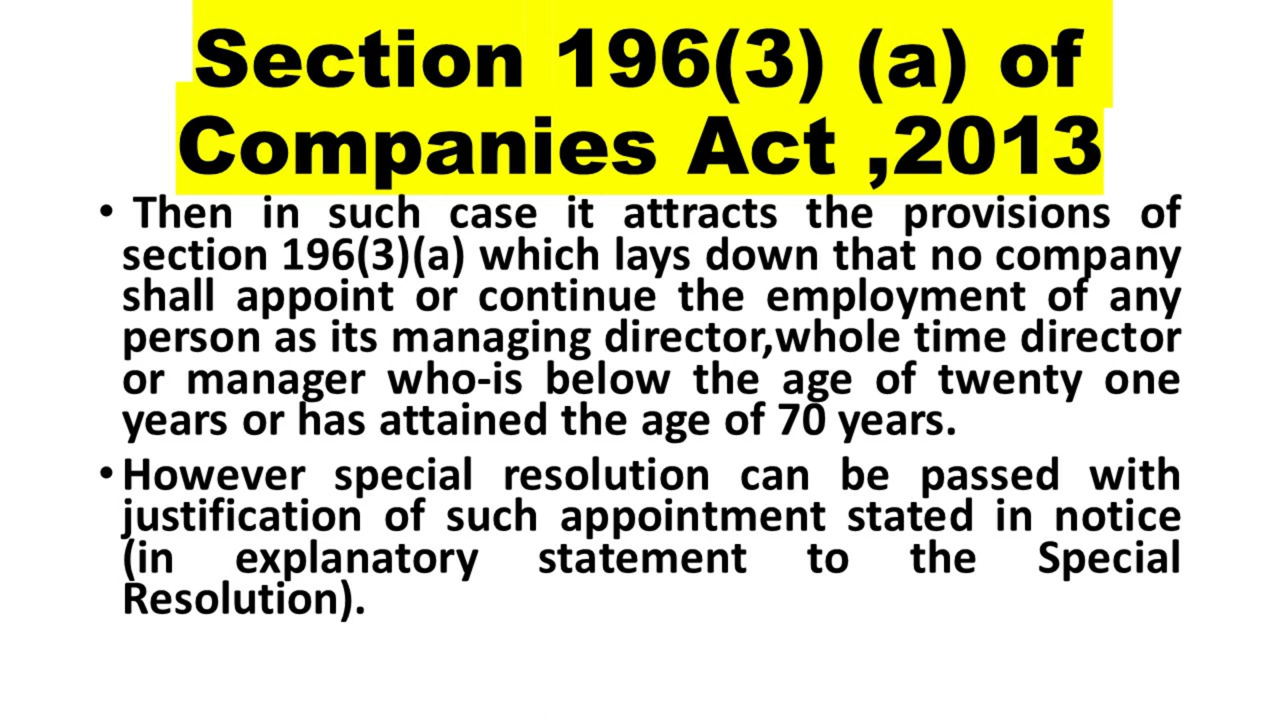 Section 196(3) (a) of
Companies Act ,2013
• Then in such case it attracts the provisions of
section 196(3)(a) which lays down that no company
shall appoint or continue the employment of any
person as its managing director,whole time director
or manager who-is below the age of twenty one
years or has attained the age of 70 years.
• However special resolution can be passed with
justification of such appointment stated in notice
(in explanatory statement to the Special
Resolution).